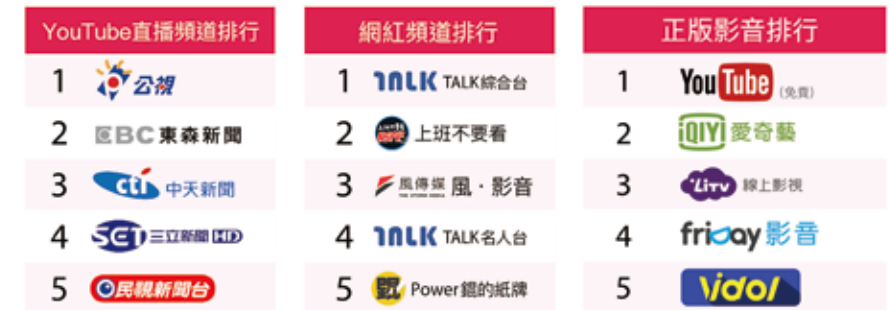 YouTube直播頻道排行
1 公視
2 EBC 東森新聞
3 cti 中天新聞
4 SET 三立新聞 HD
5 民視新聞台
網紅頻道排行
1 TALK TALK綜合台
2 上班不要看
3 風傳媒 風・影音
4 TALK TALK名人台
5 Power錕的紙牌
正版影音排行
1 YouTube (免費)
2 iQIYI 愛奇藝
3 LiTV 線上影視
4 friDay影音
5 Vidol